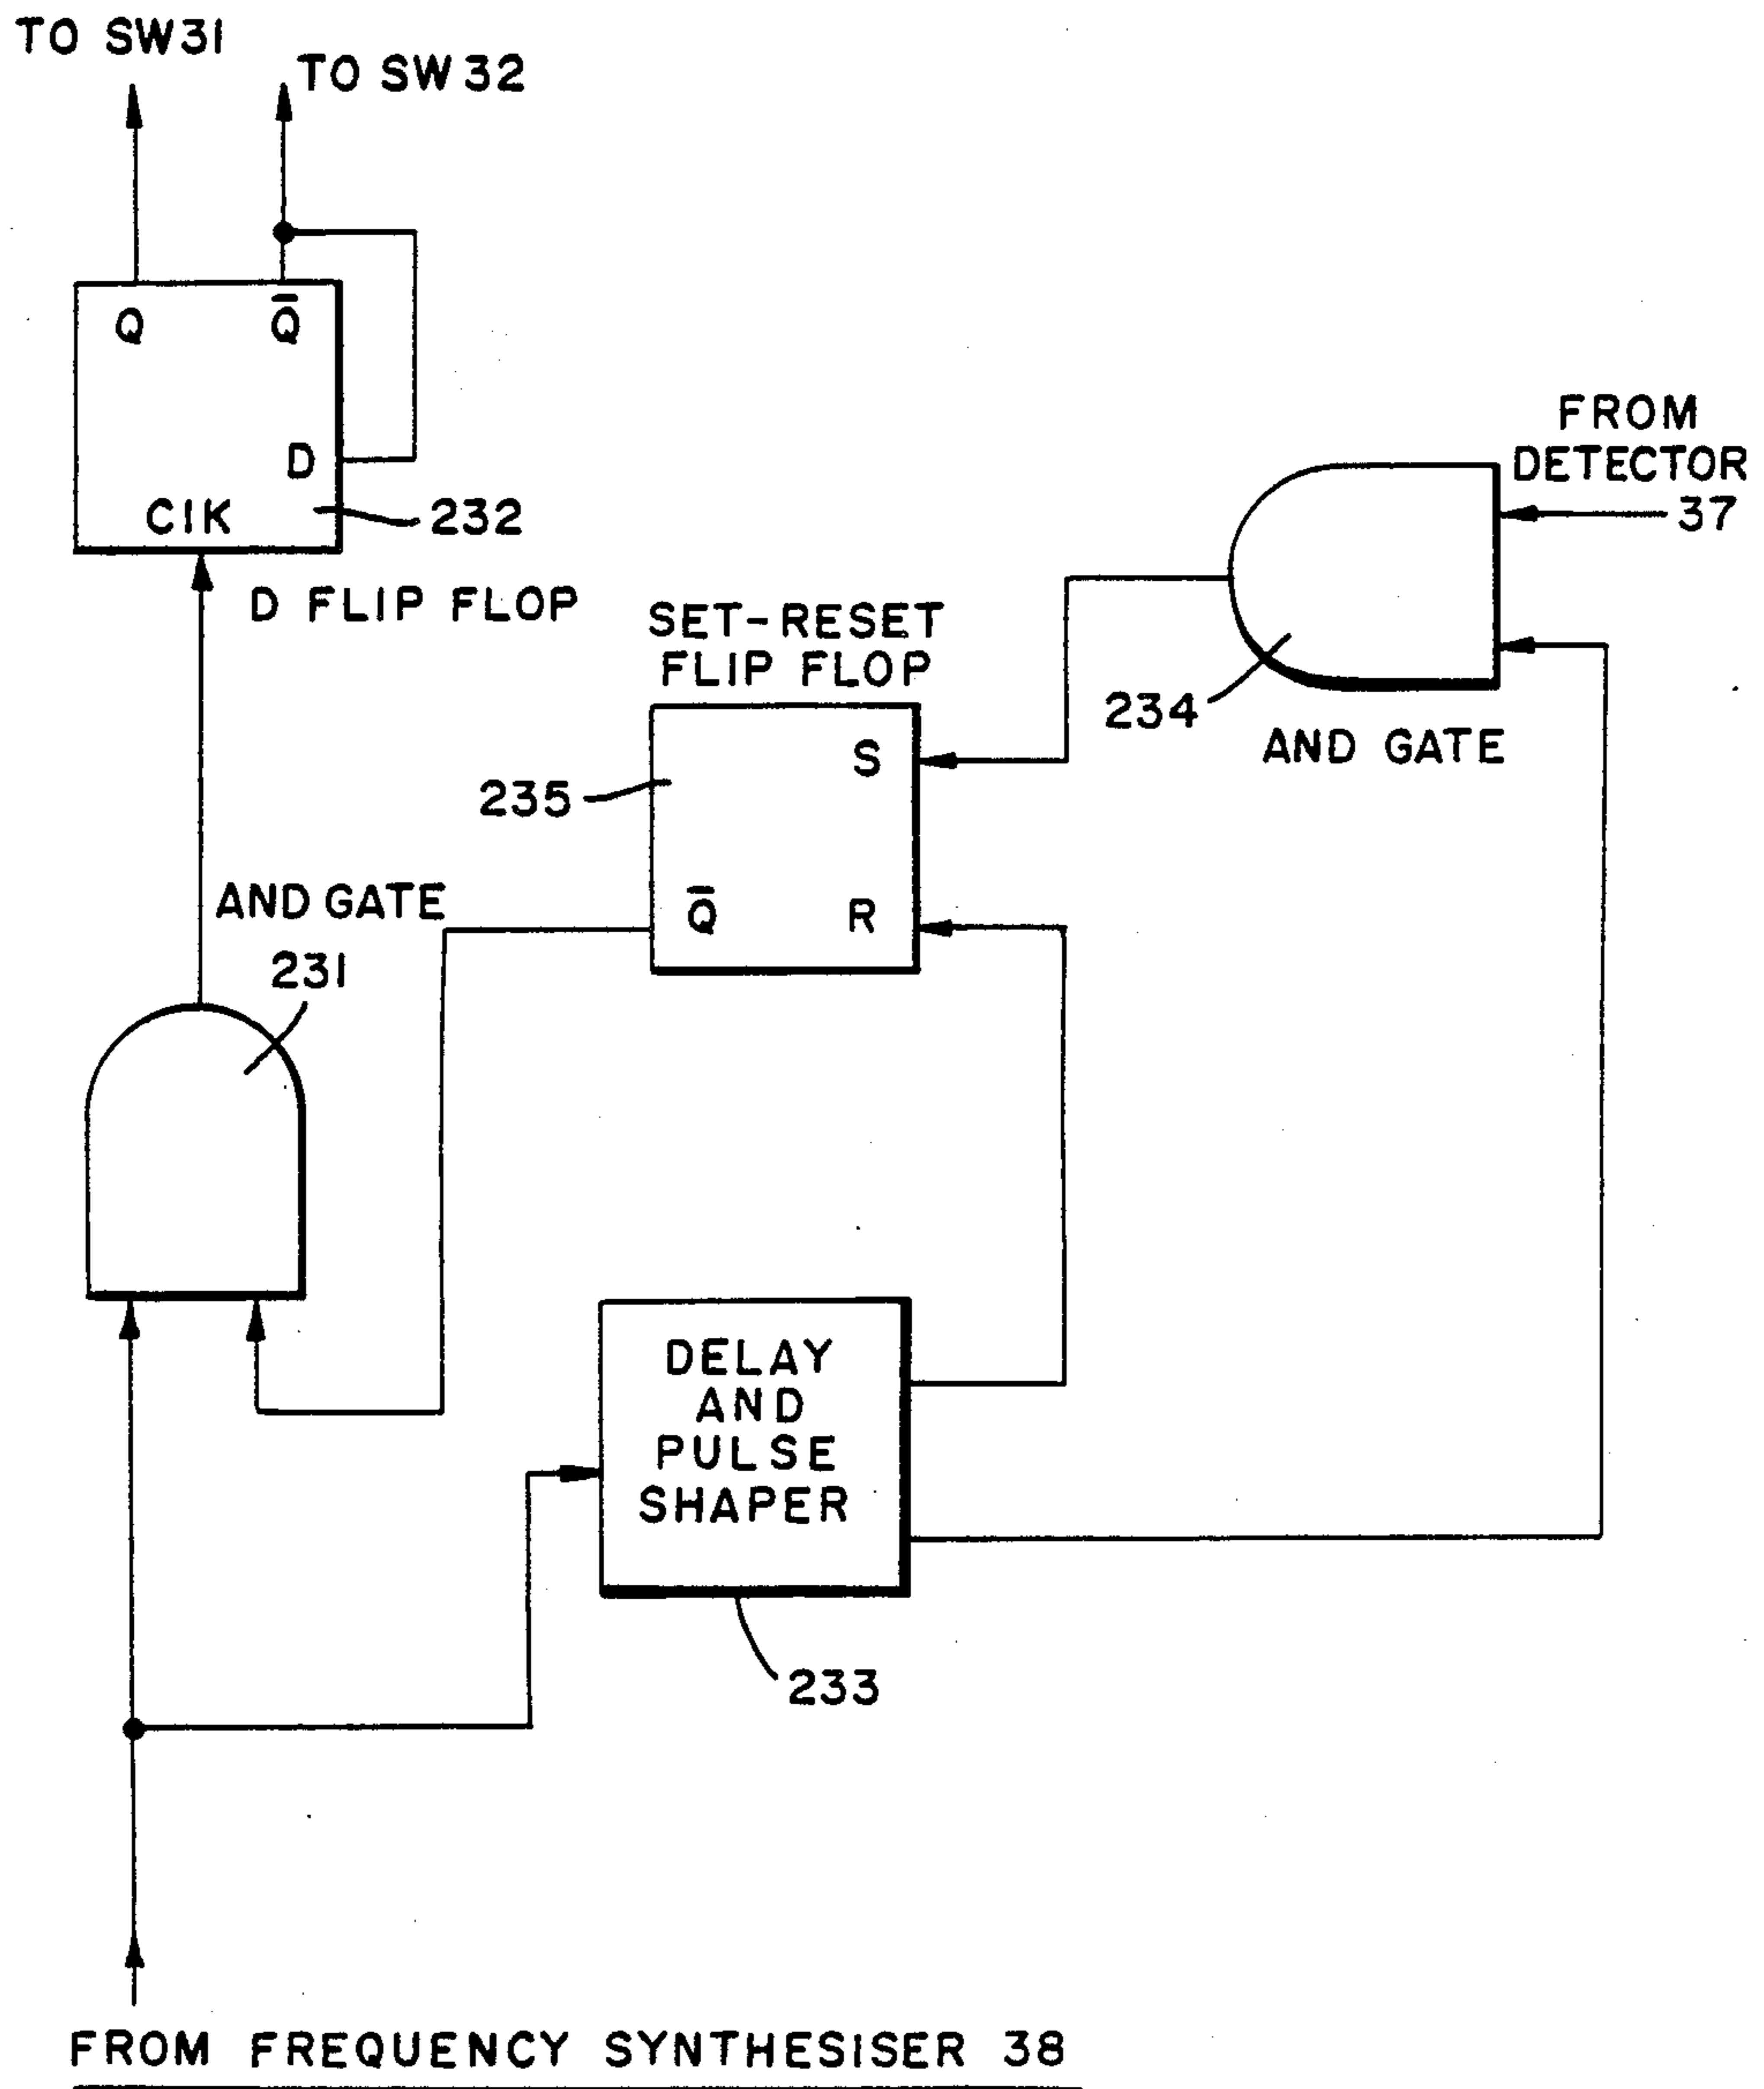 TO SW31
TO SW32
Q
Q̅
D
C1K
232
D FLIP FLOP
FROM
DETECTOR
37
234
AND GATE
SET-RESET
FLIP FLOP
S
235
Q̅
R
AND GATE
231
DELAY
AND
PULSE
SHAPER
233
FROM FREQUENCY SYNTHESISER 38